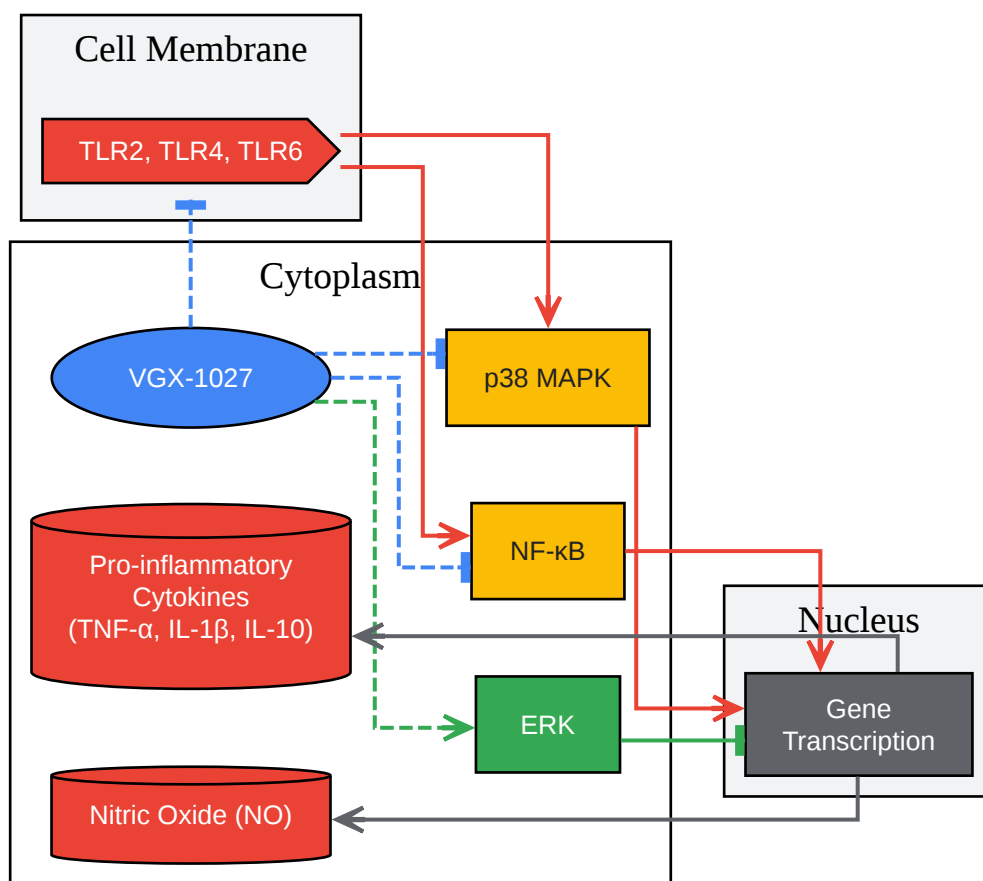 Cell Membrane
TLR2, TLR4, TLR6
Cytoplasm
VGX-1027
p38 MAPK
Pro-inflammatory
Cytokines
(TNF-α, IL-1β, IL-10)
NF-κB
Nucleus
ERK
Gene
Transcription
Nitric Oxide (NO)